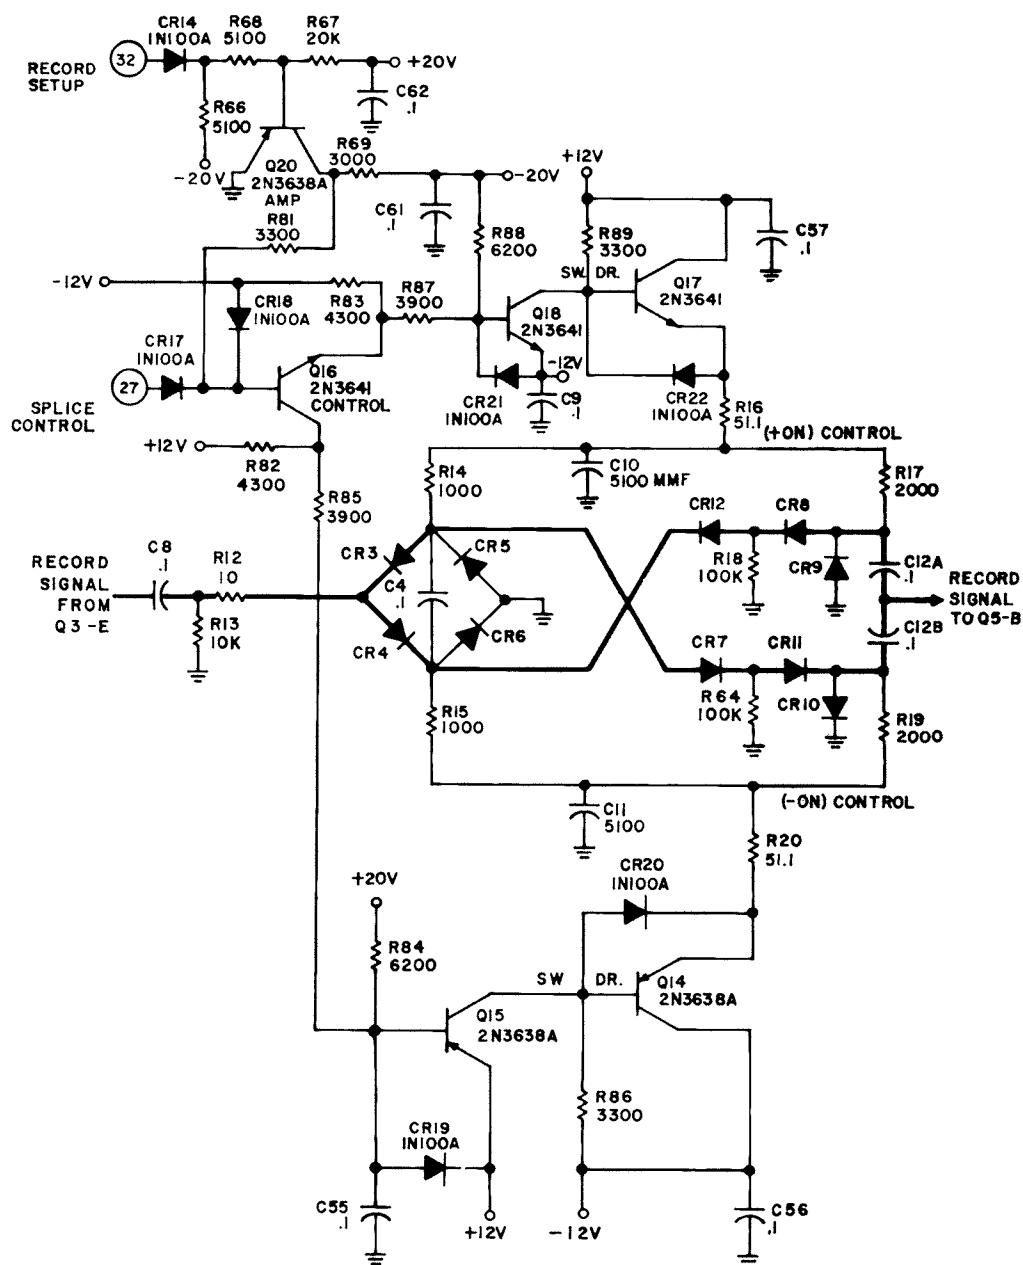 CR14
1N100A
R68
5100
R67
20K
32
+20V
RECORD
SETUP
R66
5100
C62
.1
-20V
Q20
2N3638A
AMP
R69
3000
-20V
+12V
C61
.1
R81
3300
R88
6200
R89
3300
C57
.1
SW. DR.
-12V
CR18
1N100A
R83
4300
R87
3900
Q18
2N3641
Q17
2N3641
CR17
1N100A
27
SPLICE
CONTROL
Q16
2N3641
CONTROL
-12V
CR21
1N100A
C9
.1
CR22
1N100A
R16
51.1
(+ON) CONTROL
+12V
R82
4300
R14
1000
C10
5100 MMF
R17
2000
R85
3900
CR12
CR8
C8
.1
R12
10
CR3
CR5
C4
.1
R18
100K
CR9
C12A
.1
RECORD
SIGNAL
FROM
Q3-E
RECORD
SIGNAL
TO Q5-B
R13
10K
CR4
CR6
CR7
CR11
C12B
.1
R15
1000
R64
100K
CR10
R19
2000
C11
5100
(-ON) CONTROL
R20
51.1
+20V
CR20
1N100A
R84
6200
SW DR.
Q14
2N3638A
Q15
2N3638A
R86
3300
CR19
1N100A
C55
.1
+12V
-12V
C56
.1